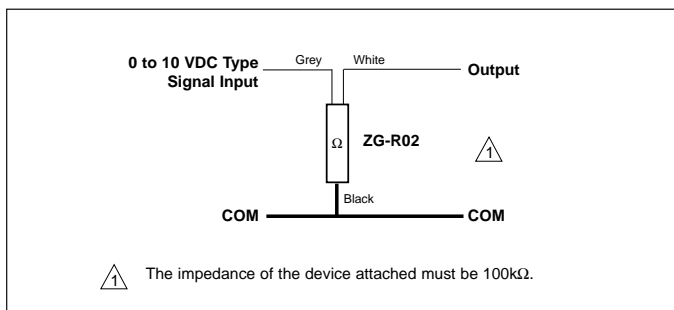 0 to 10 VDC Type
Signal Input
Grey
White
Output
Ω
ZG-R02
1
Black
COM
COM
1
The impedance of the device attached must be 100kΩ.